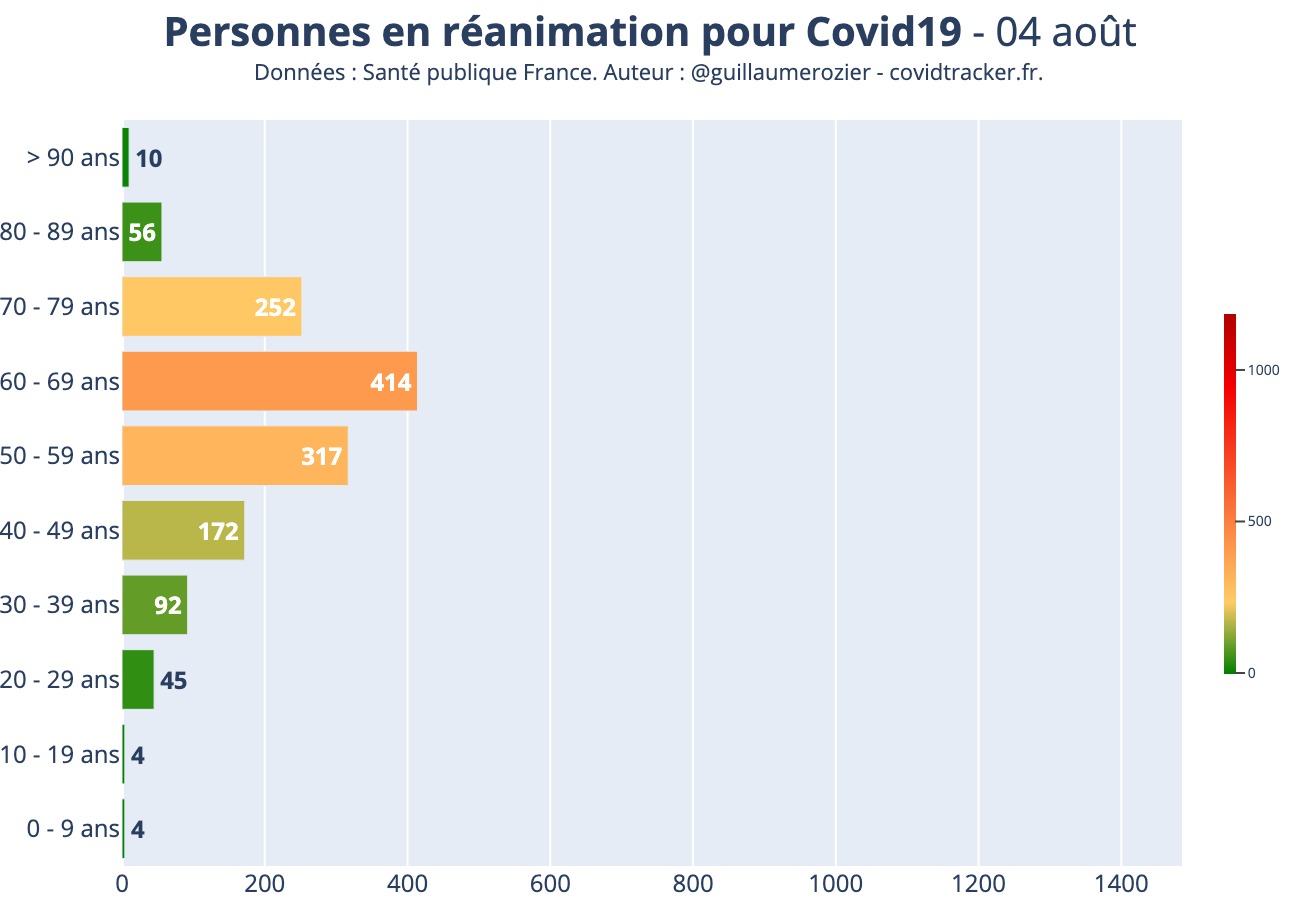 Personnes en réanimation pour Covid19 - 04 août
Données : Santé publique France. Auteur : @guillaumerozier - covidtracker.fr.
> 90 ans 10
80 - 89 ans 56
70 - 79 ans 252
60 - 69 ans 414
50 - 59 ans 317
40 - 49 ans 172
30 - 39 ans 92
20 - 29 ans 45
10 - 19 ans 4
0 - 9 ans 4
0 200 400 600 800 1000 1200 1400
1000
500
0